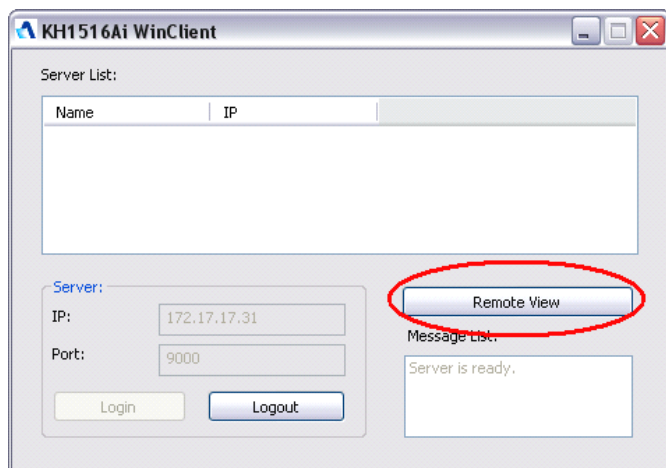 KH1516Ai WinClient
Server List:
Name IP
Server:
IP: 172.17.17.31
Port: 9000
Login Logout
Remote View
Message List:
Server is ready.